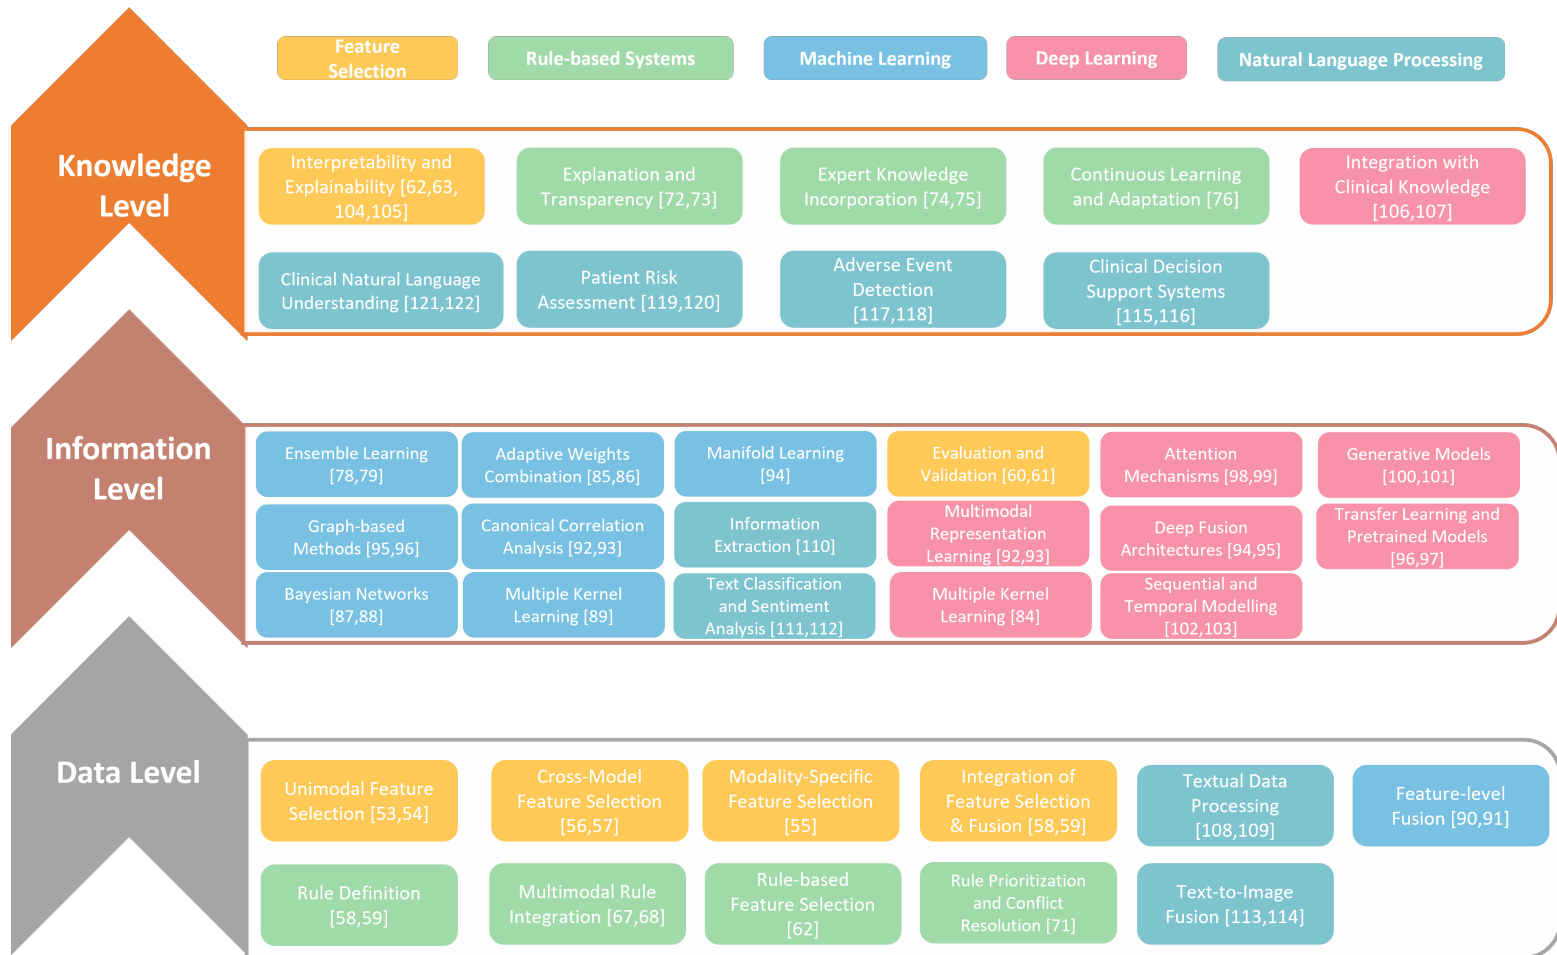 Feature
Selection
Rule-based Systems
Machine Learning
Deep Learning
Natural Language Processing
Knowledge
Level
Interpretability and
Explainability [62,63,
104,105]
Explanation and
Transparency [72,73]
Expert Knowledge
Incorporation [74,75]
Continuous Learning
and Adaptation [76]
Integration with
Clinical Knowledge
[106,107]
Clinical Natural Language
Understanding [121,122]
Patient Risk
Assessment [119,120]
Adverse Event
Detection
[117,118]
Clinical Decision
Support Systems
[115,116]
Information
Level
Ensemble Learning
[78,79]
Adaptive Weights
Combination [85,86]
Manifold Learning
[94]
Evaluation and
Validation [60,61]
Attention
Mechanisms [98,99]
Generative Models
[100,101]
Graph-based
Methods [95,96]
Canonical Correlation
Analysis [92,93]
Information
Extraction [110]
Multimodal
Representation
Learning [92,93]
Deep Fusion
Architectures [94,95]
Transfer Learning and
Pretrained Models
[96,97]
Bayesian Networks
[87,88]
Multiple Kernel
Learning [89]
Text Classification
and Sentiment
Analysis [111,112]
Multiple Kernel
Learning [84]
Sequential and
Temporal Modelling
[102,103]
Data Level
Unimodal Feature
Selection [53,54]
Cross-Model
Feature Selection
[56,57]
Modality-Specific
Feature Selection
[55]
Integration of
Feature Selection
& Fusion [58,59]
Textual Data
Processing
[108,109]
Feature-level
Fusion [90,91]
Rule Definition
[58,59]
Multimodal Rule
Integration [67,68]
Rule-based
Feature Selection
[62]
Rule Prioritization
and Conflict
Resolution [71]
Text-to-Image
Fusion [113,114]